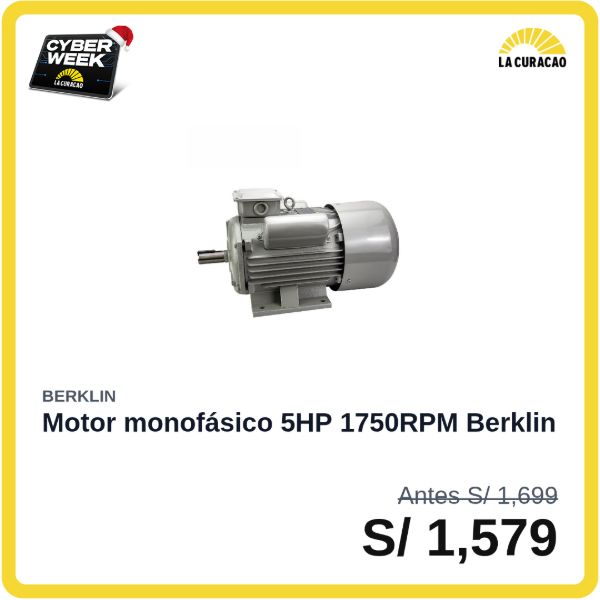 CYBER
WEEK
LA CURACAO
LA CURACAO
BERKLIN
Motor monofásico 5HP 1750RPM Berklin
Antes S/ 1,699
S/ 1,579